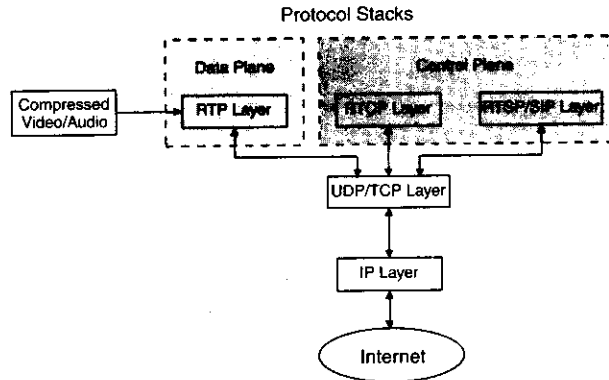 Protocol Stacks
Data Plane
Control Plane
Compressed
Video/Audio
RTP Layer
RTCP Layer
RTSP/SIP Layer
UDP/TCP Layer
IP Layer
Internet